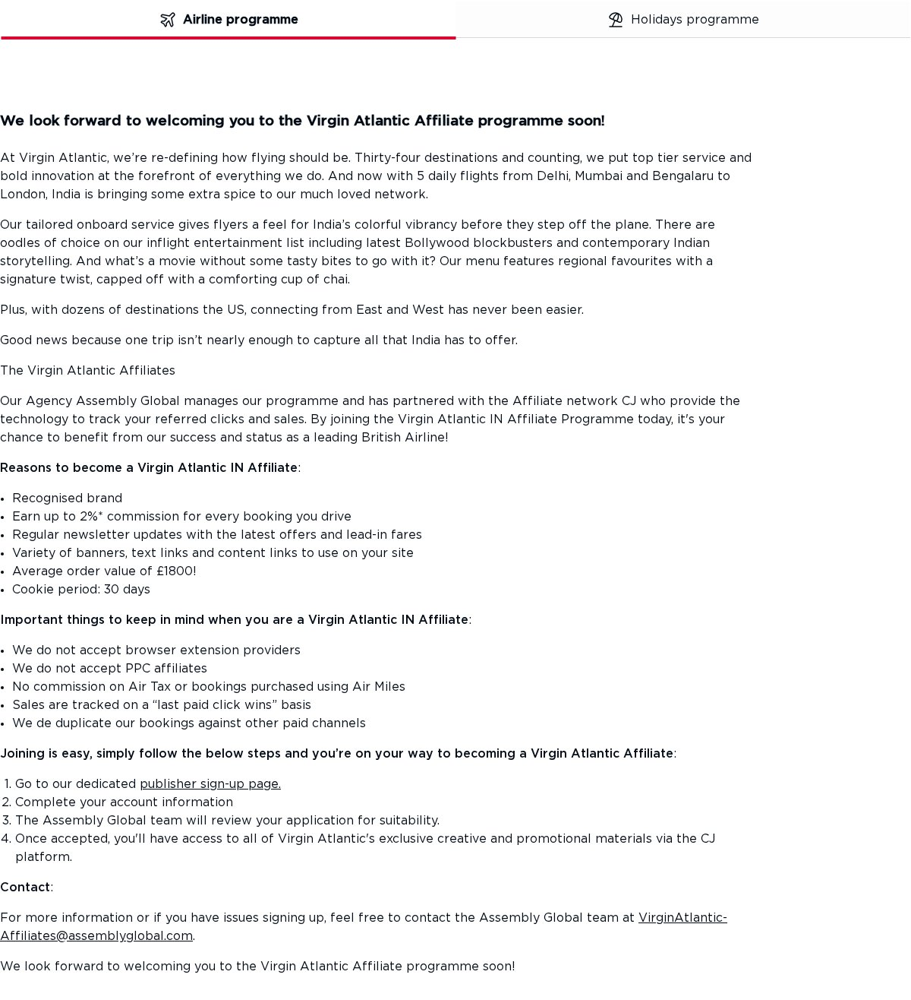 Airline programme
Holidays programme
We look forward to welcoming you to the Virgin Atlantic Affiliate programme soon!
At Virgin Atlantic, we’re re-defining how flying should be. Thirty-four destinations and counting, we put top tier service and
bold innovation at the forefront of everything we do. And now with 5 daily flights from Delhi, Mumbai and Bengalaru to
London, India is bringing some extra spice to our much loved network.
Our tailored onboard service gives flyers a feel for India’s colorful vibrancy before they step off the plane. There are
oodles of choice on our inflight entertainment list including latest Bollywood blockbusters and contemporary Indian
storytelling. And what’s a movie without some tasty bites to go with it? Our menu features regional favourites with a
signature twist, capped off with a comforting cup of chai.
Plus, with dozens of destinations the US, connecting from East and West has never been easier.
Good news because one trip isn’t nearly enough to capture all that India has to offer.
The Virgin Atlantic Affiliates
Our Agency Assembly Global manages our programme and has partnered with the Affiliate network CJ who provide the
technology to track your referred clicks and sales. By joining the Virgin Atlantic IN Affiliate Programme today, it's your
chance to benefit from our success and status as a leading British Airline!
Reasons to become a Virgin Atlantic IN Affiliate:
• Recognised brand
• Earn up to 2%* commission for every booking you drive
• Regular newsletter updates with the latest offers and lead-in fares
• Variety of banners, text links and content links to use on your site
• Average order value of £1800!
• Cookie period: 30 days
Important things to keep in mind when you are a Virgin Atlantic IN Affiliate:
• We do not accept browser extension providers
• We do not accept PPC affiliates
• No commission on Air Tax or bookings purchased using Air Miles
• Sales are tracked on a “last paid click wins” basis
• We de duplicate our bookings against other paid channels
Joining is easy, simply follow the below steps and you’re on your way to becoming a Virgin Atlantic Affiliate:
1. Go to our dedicated publisher sign-up page.
2. Complete your account information
3. The Assembly Global team will review your application for suitability.
4. Once accepted, you'll have access to all of Virgin Atlantic's exclusive creative and promotional materials via the CJ
platform.
Contact:
For more information or if you have issues signing up, feel free to contact the Assembly Global team at VirginAtlantic-
Affiliates@assemblyglobal.com.
We look forward to welcoming you to the Virgin Atlantic Affiliate programme soon!